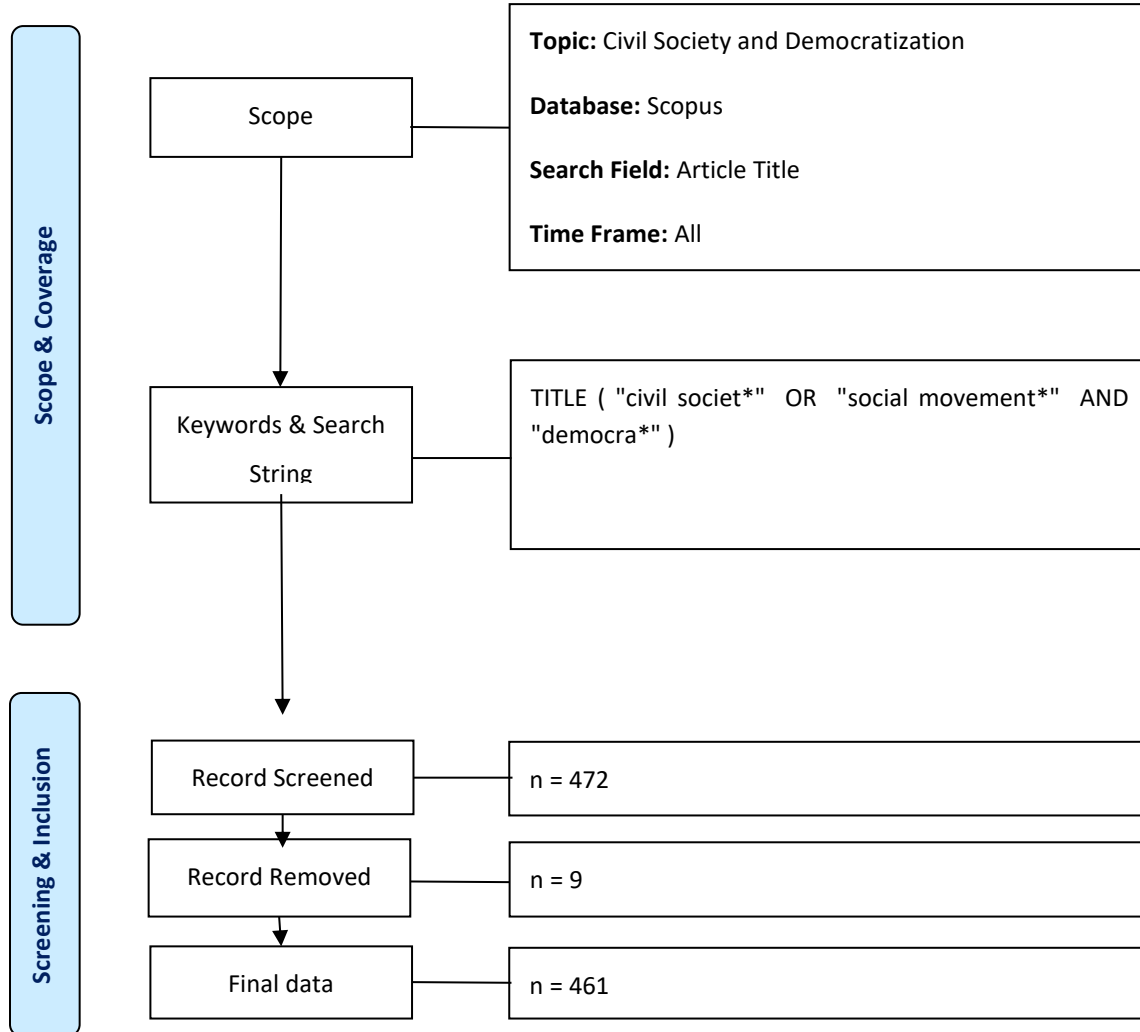 Scope & Coverage
Scope
Topic: Civil Society and Democratization
Database: Scopus
Search Field: Article Title
Time Frame: All
Keywords & Search
String
TITLE ( "civil societ*" OR "social movement*" AND
"democra*" )
Screening & Inclusion
Record Screened
n = 472
Record Removed
n = 9
Final data
n = 461